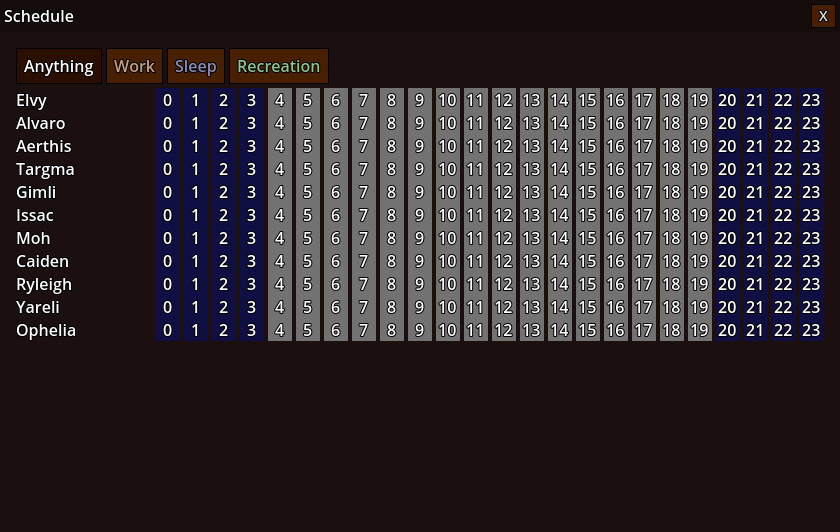 Schedule X
Anything Work Sleep Recreation
Elvy 0 1 2 3 4 5 6 7 8 9 10 11 12 13 14 15 16 17 18 19 20 21 22 23
Alvaro 0 1 2 3 4 5 6 7 8 9 10 11 12 13 14 15 16 17 18 19 20 21 22 23
Aerthis 0 1 2 3 4 5 6 7 8 9 10 11 12 13 14 15 16 17 18 19 20 21 22 23
Targma 0 1 2 3 4 5 6 7 8 9 10 11 12 13 14 15 16 17 18 19 20 21 22 23
Gimli 0 1 2 3 4 5 6 7 8 9 10 11 12 13 14 15 16 17 18 19 20 21 22 23
Issac 0 1 2 3 4 5 6 7 8 9 10 11 12 13 14 15 16 17 18 19 20 21 22 23
Moh 0 1 2 3 4 5 6 7 8 9 10 11 12 13 14 15 16 17 18 19 20 21 22 23
Caiden 0 1 2 3 4 5 6 7 8 9 10 11 12 13 14 15 16 17 18 19 20 21 22 23
Ryleigh 0 1 2 3 4 5 6 7 8 9 10 11 12 13 14 15 16 17 18 19 20 21 22 23
Yareli 0 1 2 3 4 5 6 7 8 9 10 11 12 13 14 15 16 17 18 19 20 21 22 23
Ophelia 0 1 2 3 4 5 6 7 8 9 10 11 12 13 14 15 16 17 18 19 20 21 22 23